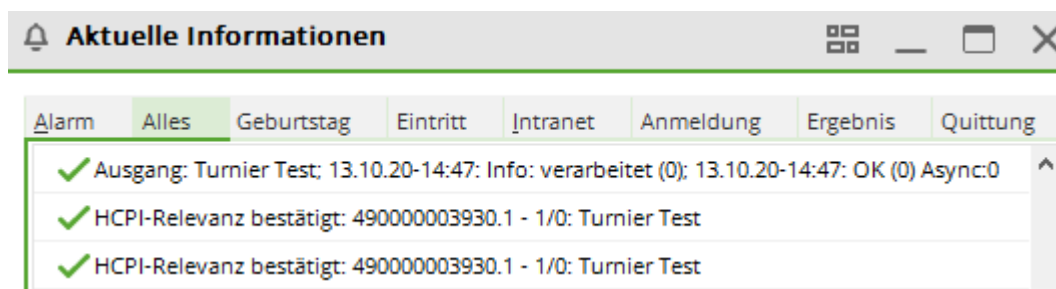 Aktuelle Informationen
Alarm Alles Geburtstag Eintritt Intranet Anmeldung Ergebnis Quittung
Ausgang: Turnier Test; 13.10.20-14:47: Info: verarbeitet (0); 13.10.20-14:47: OK (0) Async:0
HCPI-Relevanz bestätigt: 490000003930.1 - 1/0: Turnier Test
HCPI-Relevanz bestätigt: 490000003930.1 - 1/0: Turnier Test